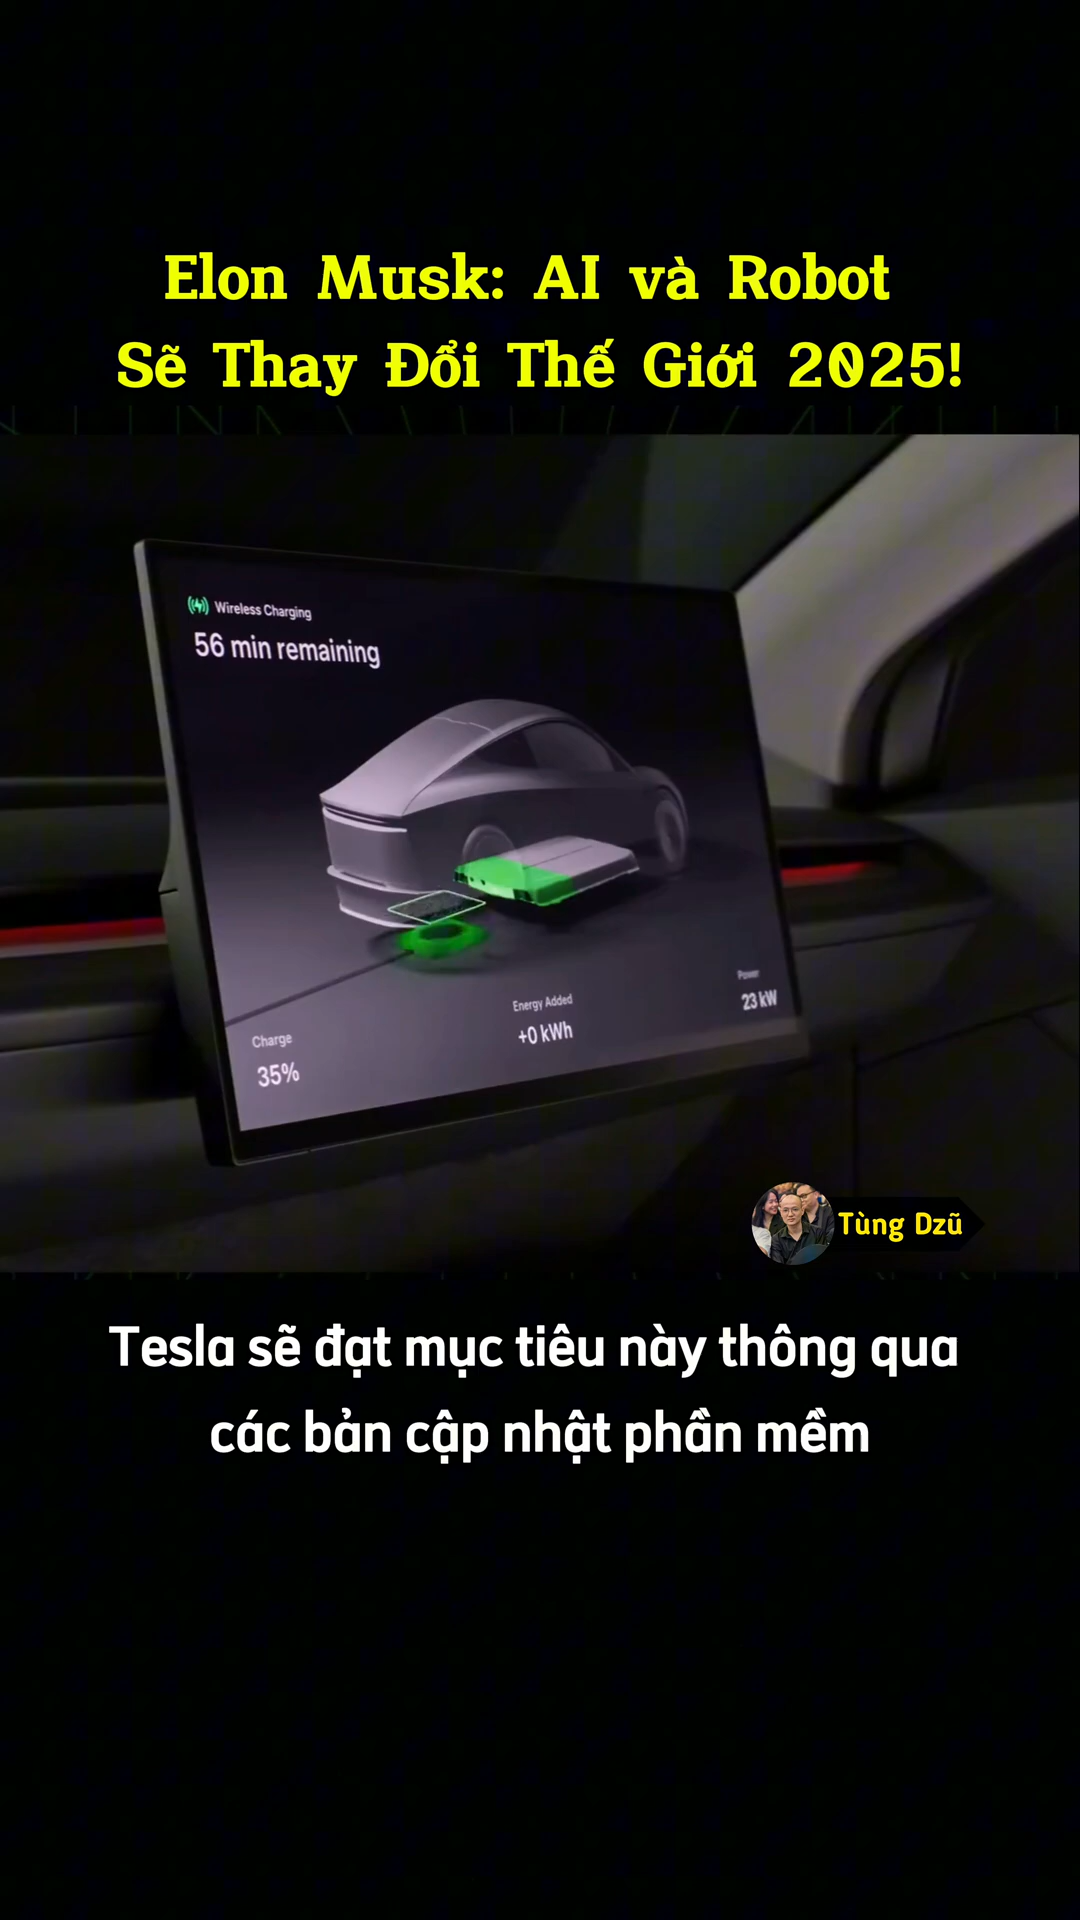 Elon Musk: AI và Robot
Sẽ Thay Đổi Thế Giới 2025!
Wireless Charging
56 min remaining
Charge
35%
Energy Added
+0 kWh
Power
23 kW
Tùng Dzũ
Tesla sẽ đạt mục tiêu này thông qua
các bản cập nhật phần mềm